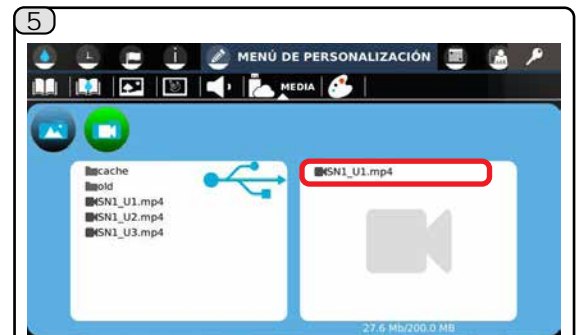 5
MENÚ DE PERSONALIZACIÓN
MEDIA
cache
old
SN1_U1.mp4
SN1_U2.mp4
SN1_U3.mp4
SN1_U1.mp4
27.6 Mb/200.0 MB